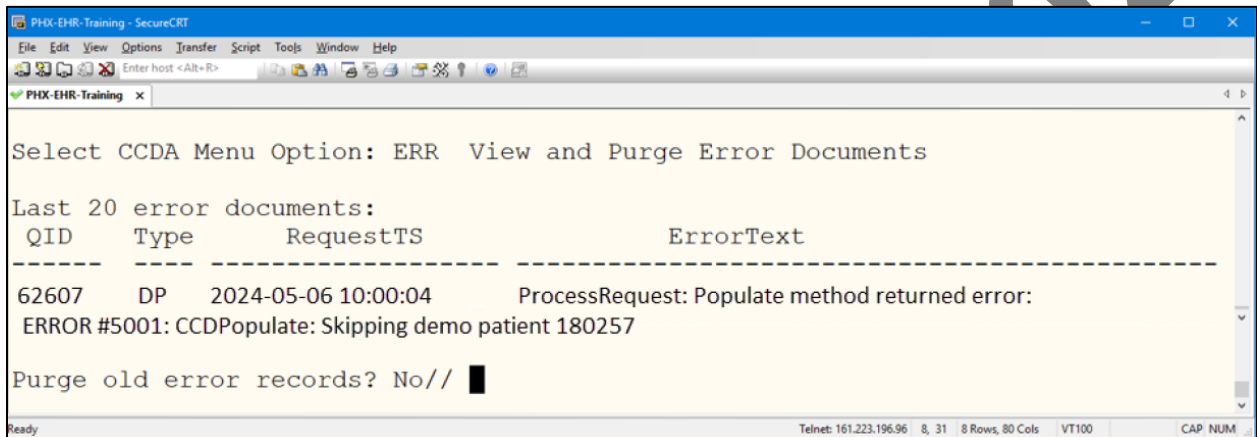 PHX-EHR-Training - SecureCRT
File Edit View Options Transfer Script Tools Window Help
Enter host <Alt+R>
PHX-EHR-Training
Select CCDA Menu Option: ERR  View and Purge Error Documents
Last 20 error documents:
QID Type RequestTS ErrorText
------ ---- ------------------- -----------------------------------------------
62607 DP 2024-05-06 10:00:04 ProcessRequest: Populate method returned error:
ERROR #5001: CCDPopulate: Skipping demo patient 180257
Purge old error records? No//
Ready Telnet: 161.223.196.96 8, 31 8 Rows, 80 Cols VT100 CAP NUM